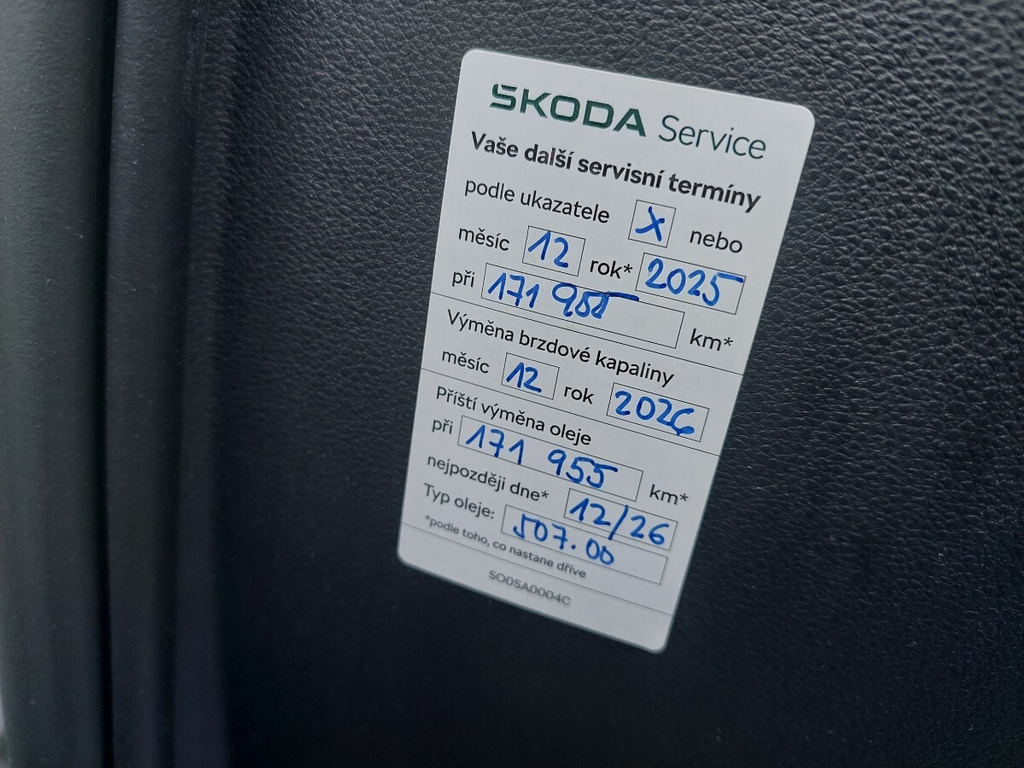 ŠKODA Service
Vaše další servisní termíny
podle ukazatele X nebo
měsíc 12 rok* 2025
při 171 955 km*
Výměna brzdové kapaliny
měsíc 12 rok 2026
Příští výměna oleje
při 171 955 km*
nejpozději dne* 12/26
Typ oleje: 507.00
*podle toho, co nastane dříve
SO0SA0004C